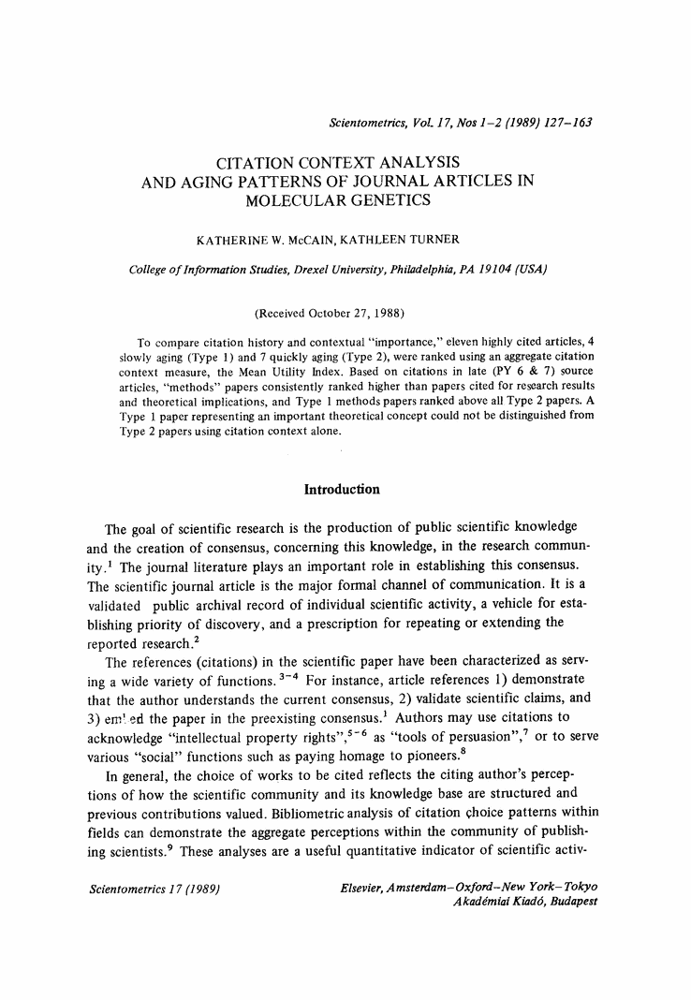 Scientometrics, Vol. 17, Nos 1–2 (1989) 127–163
CITATION CONTEXT ANALYSIS
AND AGING PATTERNS OF JOURNAL ARTICLES IN
MOLECULAR GENETICS
KATHERINE W. McCAIN, KATHLEEN TURNER
College of Information Studies, Drexel University, Philadelphia, PA 19104 (USA)
(Received October 27, 1988)
To compare citation history and contextual “importance,” eleven highly cited articles, 4
slowly aging (Type 1) and 7 quickly aging (Type 2), were ranked using an aggregate citation
context measure, the Mean Utility Index. Based on citations in late (PY 6 & 7) source
articles, “methods” papers consistently ranked higher than papers cited for research results
and theoretical implications, and Type 1 methods papers ranked above all Type 2 papers. A
Type 1 paper representing an important theoretical concept could not be distinguished from
Type 2 papers using citation context alone.
Introduction
The goal of scientific research is the production of public scientific knowledge
and the creation of consensus, concerning this knowledge, in the research commun-
ity.¹ The journal literature plays an important role in establishing this consensus.
The scientific journal article is the major formal channel of communication. It is a
validated public archival record of individual scientific activity, a vehicle for esta-
blishing priority of discovery, and a prescription for repeating or extending the
reported research.²
The references (citations) in the scientific paper have been characterized as serv-
ing a wide variety of functions.³⁻⁴ For instance, article references 1) demonstrate
that the author understands the current consensus, 2) validate scientific claims, and
3) the paper in the preexisting consensus.¹ Authors may use citations to
acknowledge “intellectual property rights”,⁵⁻⁶ as “tools of persuasion”,⁷ or to serve
various “social” functions such as paying homage to pioneers.⁸
In general, the choice of works to be cited reflects the citing author’s percep-
tions of how the scientific community and its knowledge base are structured and
previous contributions valued. Bibliometric analysis of citation choice patterns within
fields can demonstrate the aggregate perceptions within the community of publish-
ing scientists.⁹ These analyses are a useful quantitative indicator of scientific activ-
Scientometrics 17 (1989)
Elsevier, Amsterdam–Oxford–New York–Tokyo
Akadémiai Kiadó, Budapest